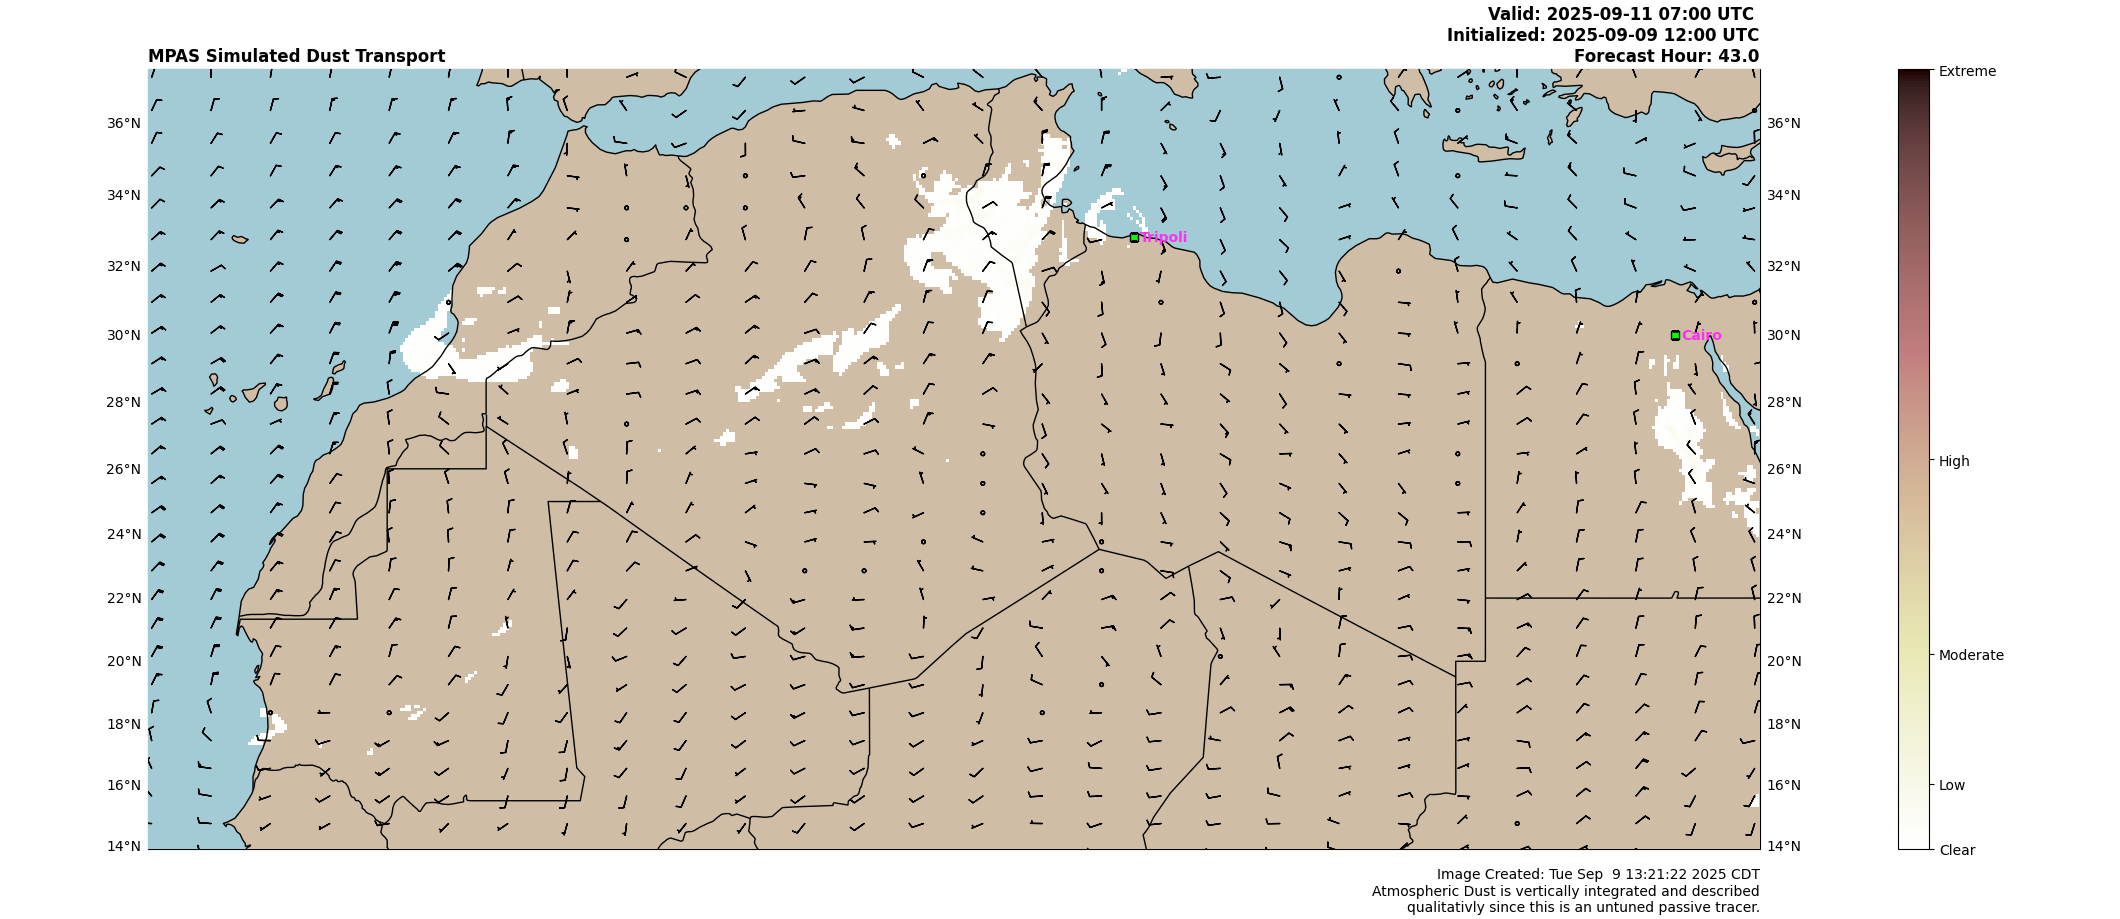 Valid: 2025-09-11 07:00 UTC
Initialized: 2025-09-09 12:00 UTC
MPAS Simulated Dust Transport
Forecast Hour: 43.0
Extreme
36°N
36°N
34°N
34°N
Tripoli
32°N
32°N
30°N
Cairo
30°N
28°N
28°N
High
26°N
26°N
24°N
24°N
22°N
22°N
20°N
20°N
Moderate
18°N
18°N
16°N
16°N
Low
14°N
14°N
Clear
Image Created: Tue Sep  9 13:21:22 2025 CDT
Atmospheric Dust is vertically integrated and described
qualitativly since this is an untuned passive tracer.